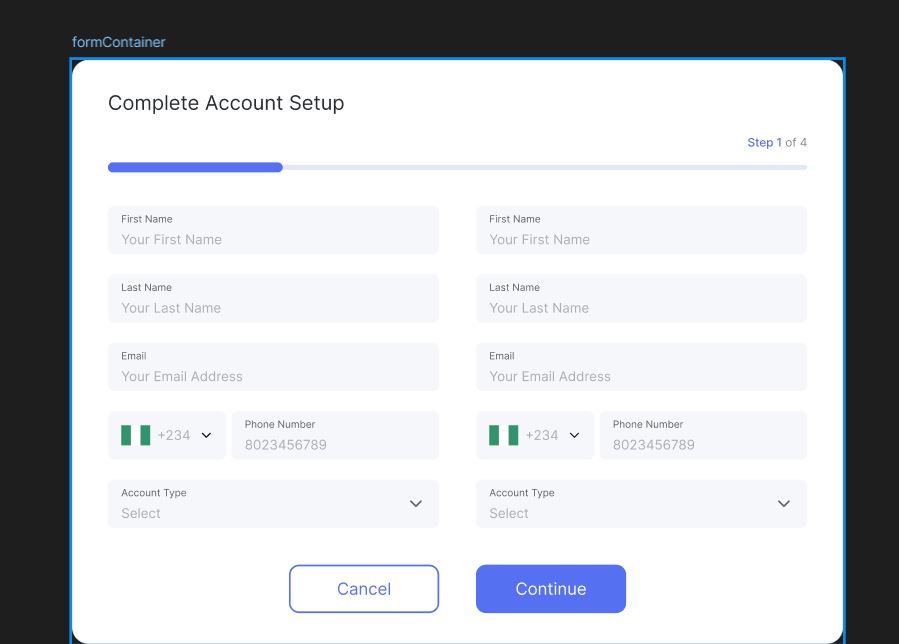 formContainer
Complete Account Setup
Step 1 of 4
First Name
Your First Name
First Name
Your First Name
Last Name
Your Last Name
Last Name
Your Last Name
Email
Your Email Address
Email
Your Email Address
+234
Phone Number
8023456789
+234
Phone Number
8023456789
Account Type
Select
Account Type
Select
Cancel
Continue